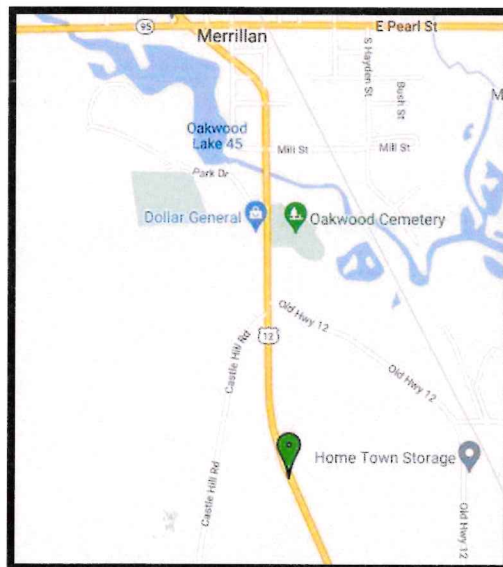 95
E Pearl St
Merrillan
S Hayden St
Bush St
M
Oakwood
Lake 45
Mill St
Mill St
Park Dr
Dollar General
Oakwood Cemetery
Old Hwy 12
12
Castle Hill Rd
Old Hwy 12
Home Town Storage
Castle Hill Rd
Old Hwy 12